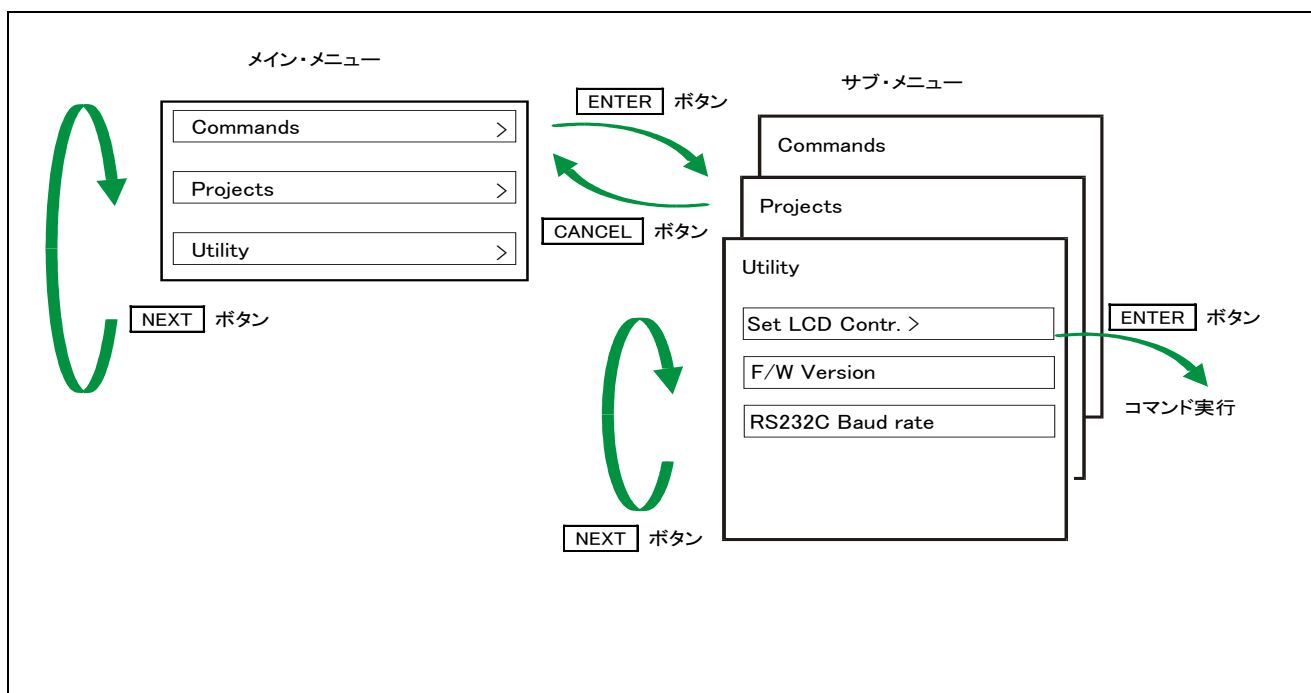 メイン・メニュー
Commands >
Projects >
Utility >
NEXT ボタン
ENTER ボタン
CANCEL ボタン
サブ・メニュー
Commands
Projects
Utility
Set LCD Contr. >
F/W Version
RS232C Baud rate
NEXT ボタン
ENTER ボタン
コマンド実行